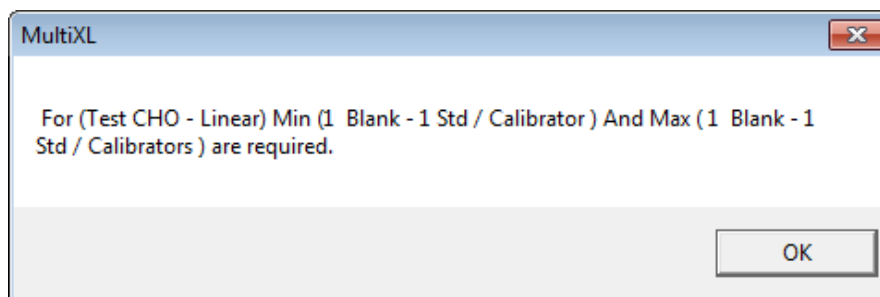 MultiXL
For (Test CHO - Linear) Min (1  Blank - 1 Std / Calibrator ) And Max ( 1  Blank - 1
Std / Calibrators ) are required.
OK